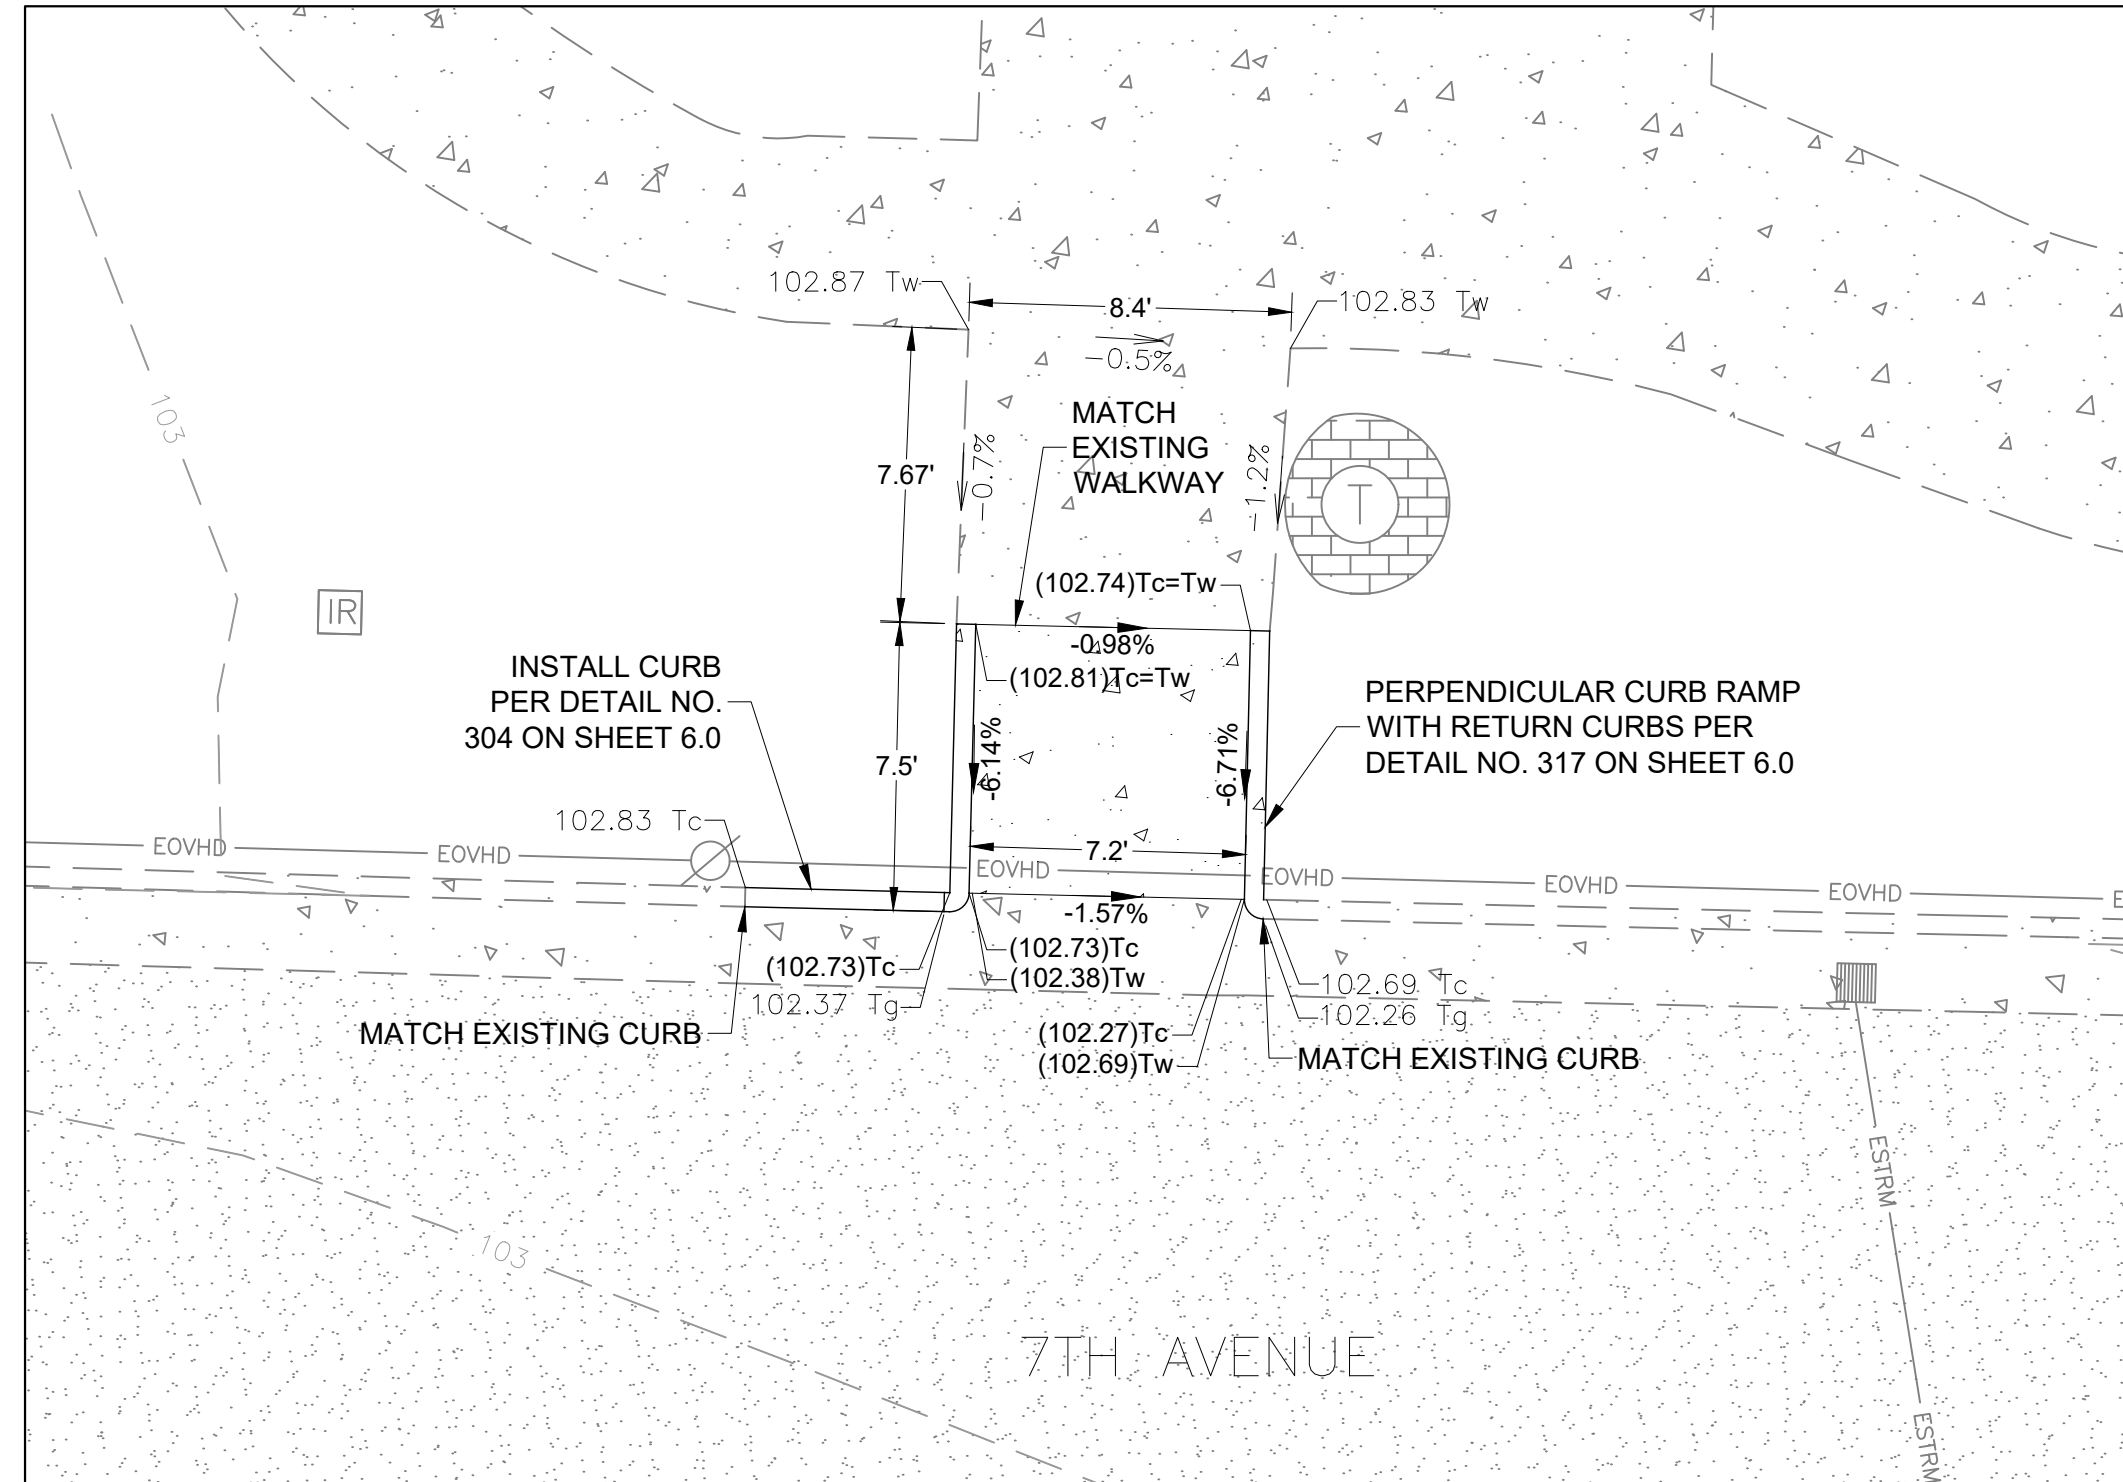 102.87 Tw
8.4'
102.83 Tw
-0.5%
103
MATCH
EXISTING
WALKWAY
7.67'
-0.7%
-1.2%
T
(102.74)Tc=Tw
IR
-0.98%
(102.81)Tc=Tw
INSTALL CURB
PER DETAIL NO.
304 ON SHEET 6.0
PERPENDICULAR CURB RAMP
WITH RETURN CURBS PER
DETAIL NO. 317 ON SHEET 6.0
7.5'
-6.14%
-6.71%
102.83 Tc
EOVHD
EOVHD
7.2'
EOVHD
EOVHD
EOVHD
EOVHD
E
-1.57%
(102.73)Tc
(102.38)Tw
(102.73)Tc
102.37 Tg
102.69 Tc
102.26 Tg
MATCH EXISTING CURB
(102.27)Tc
(102.69)Tw
MATCH EXISTING CURB
ESTRM
103
7TH AVENUE
ESTRM